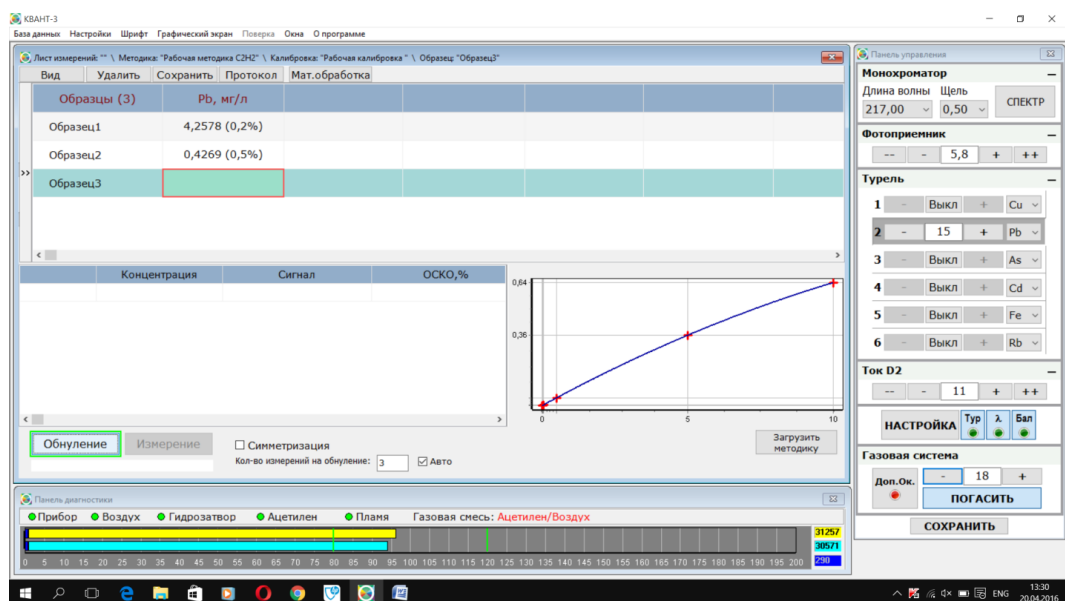 КВАНТ-3
База данных Настройки Шрифт Графический экран Поверка Окна О программе
Лист измерений: "" \ Методика: "Рабочая методика C2H2" \ Калибровка: "Рабочая калибровка " \ Образец: "Образец3"
Вид Удалить Сохранить Протокол Мат.обработка
Образцы (3) Pb, мг/л
Образец1 4,2578 (0,2%)
Образец2 0,4269 (0,5%)
>>
Образец3
Концентрация Сигнал ОСКО,%
0,64
0,36
0 5 10
Обнуление Измерение Симметризация
Кол-во измерений на обнуление: 3 Авто
Загрузить
методику
Панель диагностики
Прибор Воздух Гидрозатвор Ацетилен Пламя Газовая смесь: Ацетилен/Воздух
31257
30571
290
0 5 10 15 20 25 30 35 40 45 50 55 60 65 70 75 80 85 90 95 100 105 110 115 120 125 130 135 140 145 150 155 160 165 170 175 180 185 190 195 200
Панель управления
Монохроматор
Длина волны Щель
217,00 0,50 СПЕКТР
Фотоприемник
-- - 5,8 + ++
Турель
1 - Выкл + Cu
2 - 15 + Pb
3 - Выкл + As
4 - Выкл + Cd
5 - Выкл + Fe
6 - Выкл + Rb
Ток D2
-- - 11 + ++
НАСТРОЙКА Тур λ Бал
Газовая система
Доп.Ок. - 18 +
ПОГАСИТЬ
СОХРАНИТЬ
ENG 13:30
20.04.2016